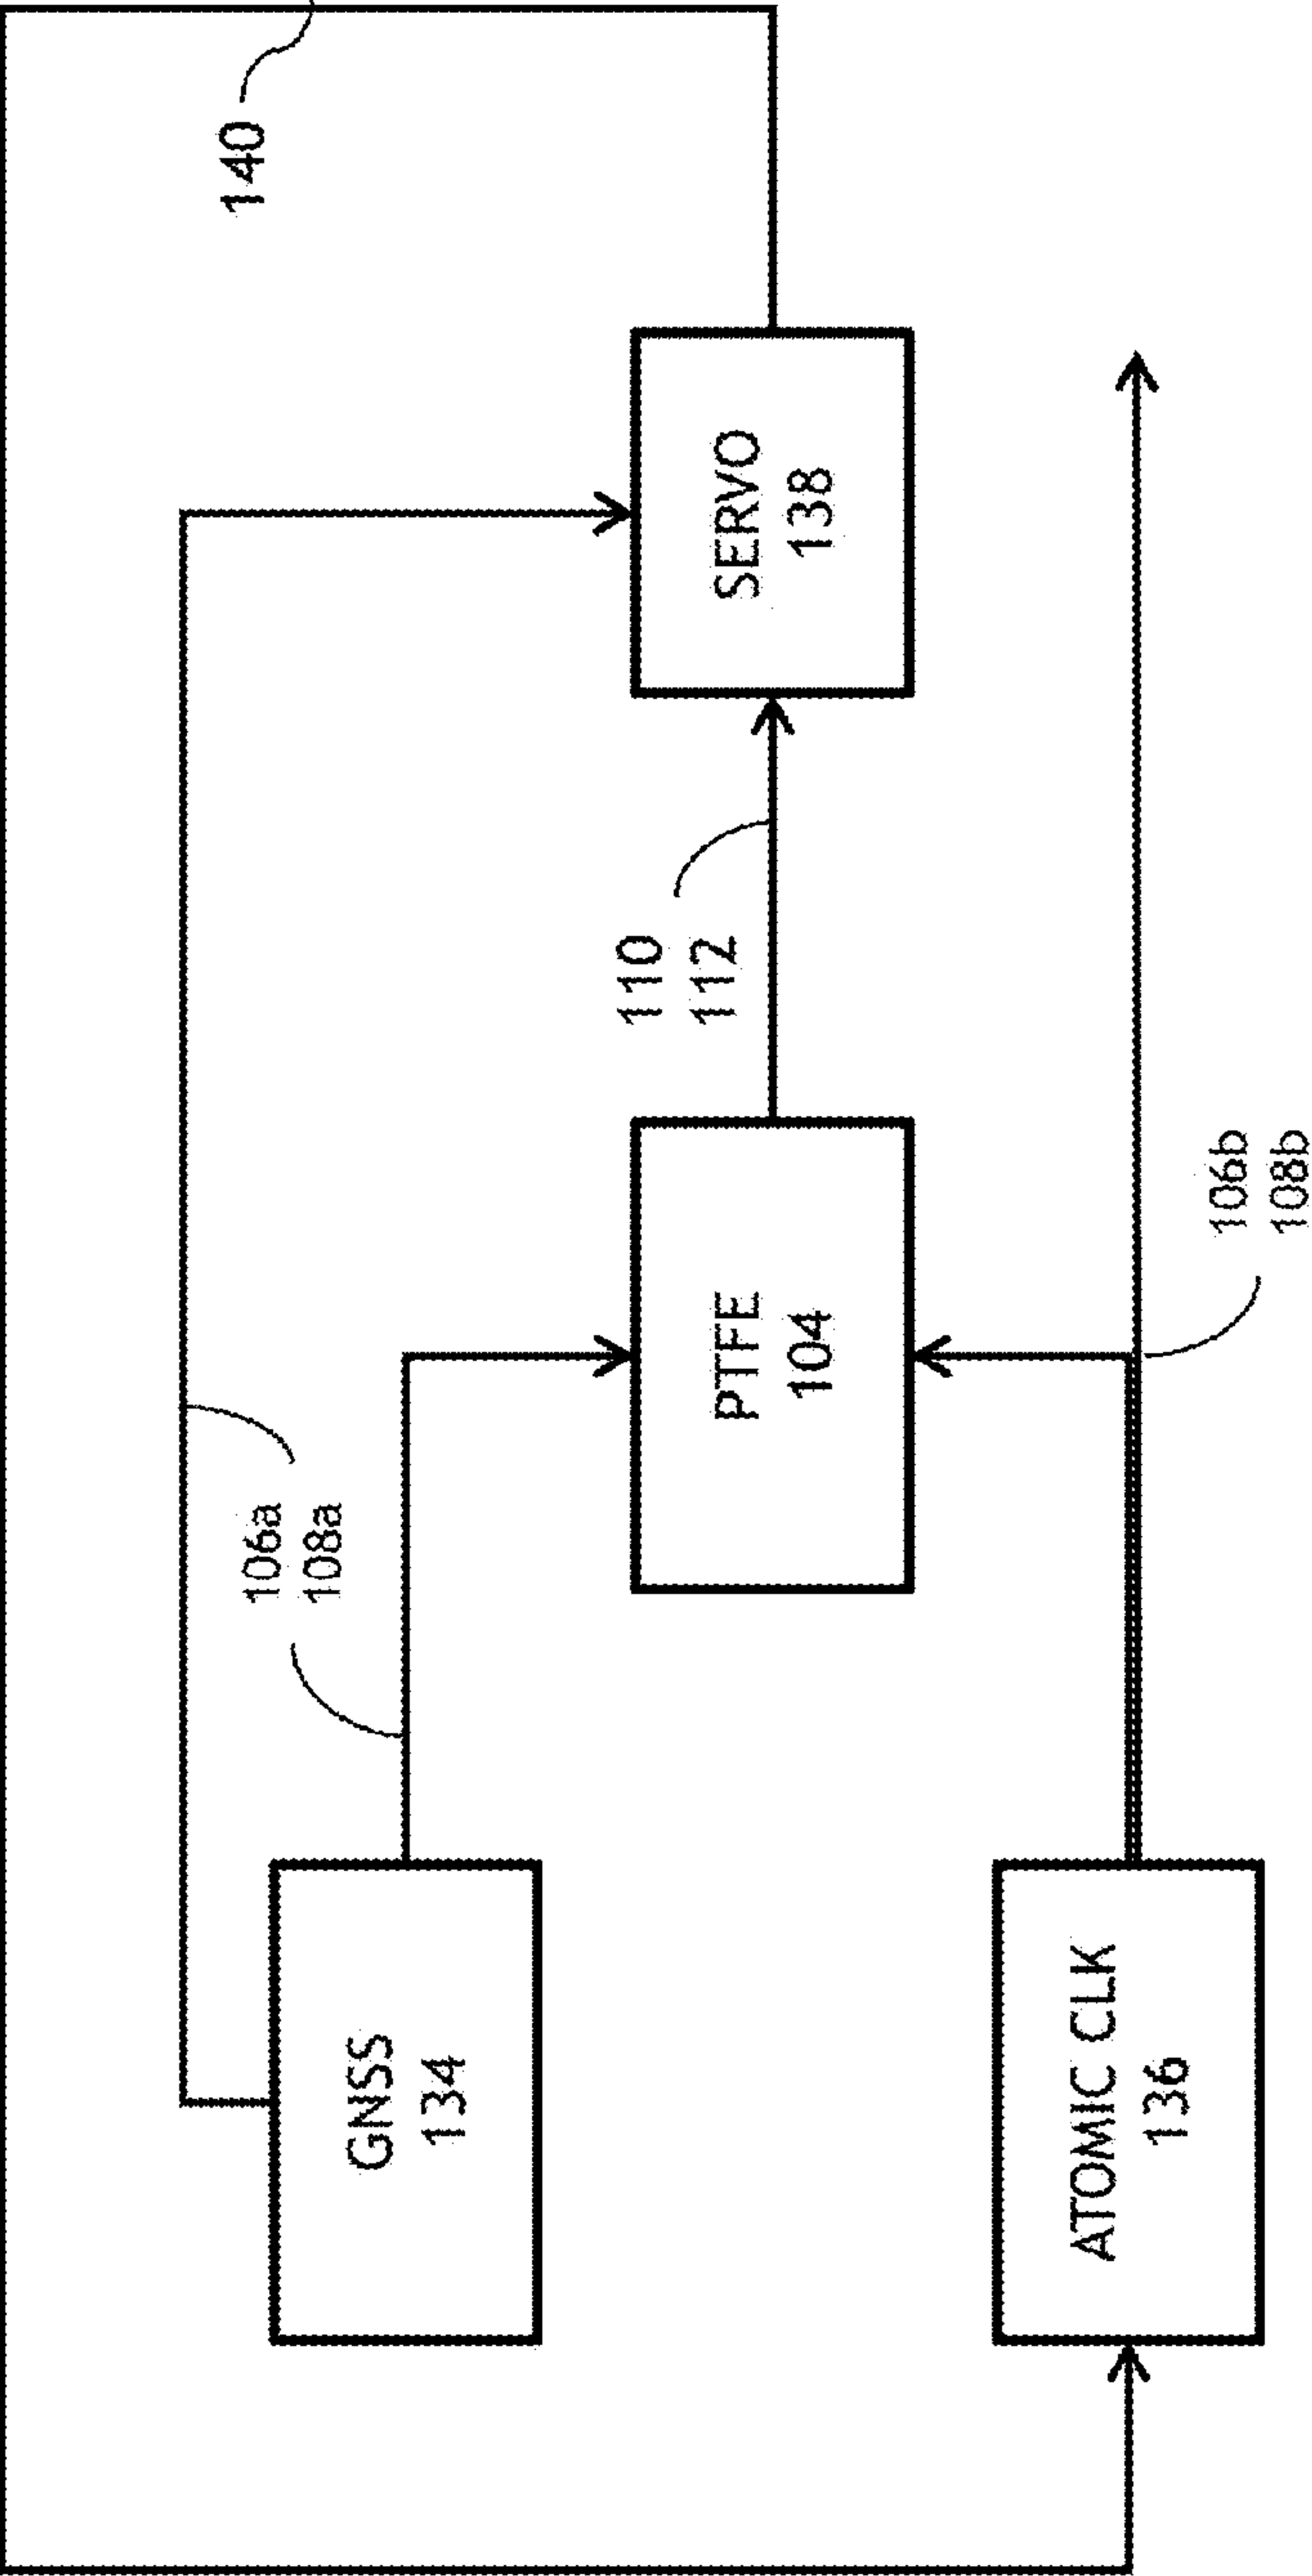 140
106a
108a
GNSS
134
110
112
PTFE
104
SERVO
138
ATOMIC CLK
136
106b
108b